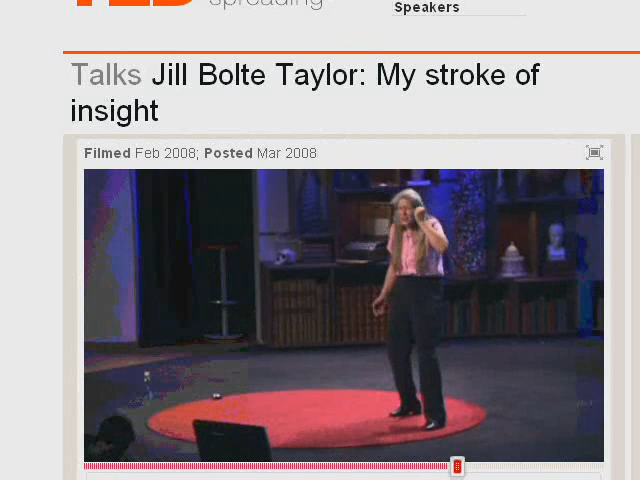 spreading
Speakers
Talks Jill Bolte Taylor: My stroke of
insight
Filmed Feb 2008; Posted Mar 2008